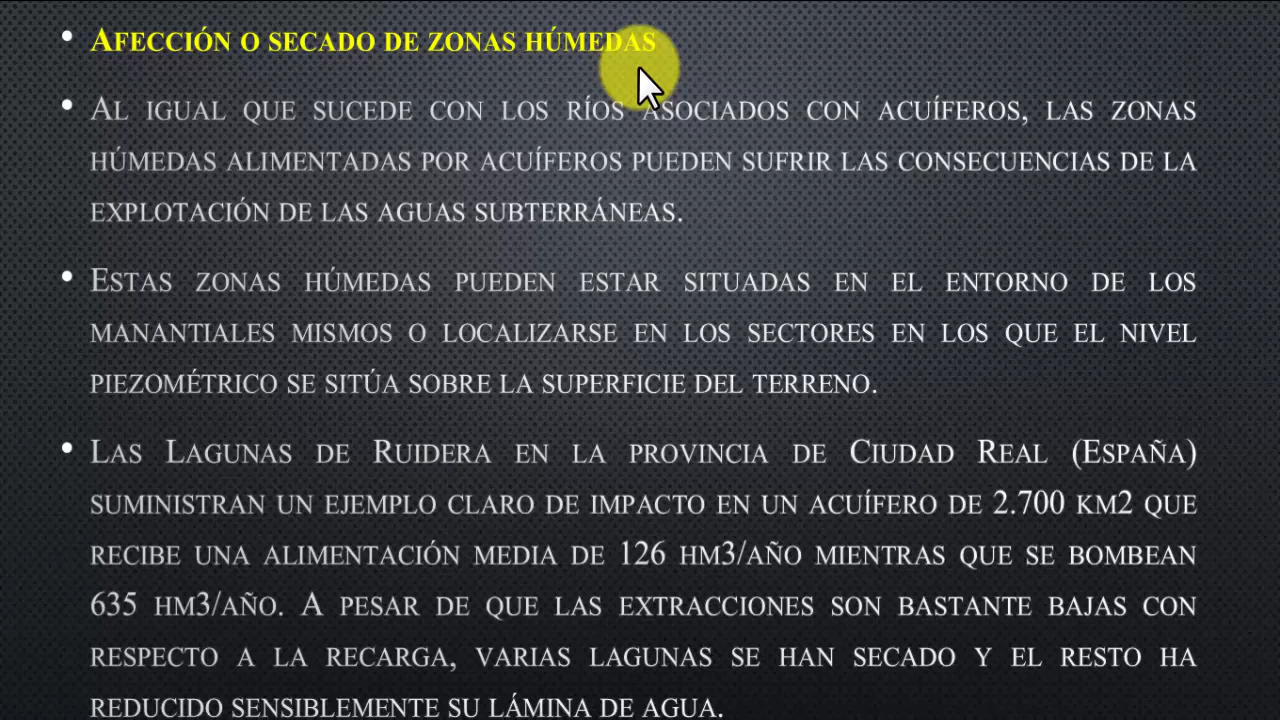 • AFECCIÓN O SECADO DE ZONAS HÚMEDAS
• AL IGUAL QUE SUCEDE CON LOS RÍOS ASOCIADOS CON ACUÍFEROS, LAS ZONAS
HÚMEDAS ALIMENTADAS POR ACUÍFEROS PUEDEN SUFRIR LAS CONSECUENCIAS DE LA
EXPLOTACIÓN DE LAS AGUAS SUBTERRÁNEAS.
• ESTAS ZONAS HÚMEDAS PUEDEN ESTAR SITUADAS EN EL ENTORNO DE LOS
MANANTIALES MISMOS O LOCALIZARSE EN LOS SECTORES EN LOS QUE EL NIVEL
PIEZOMÉTRICO SE SITÚA SOBRE LA SUPERFICIE DEL TERRENO.
• LAS LAGUNAS DE RUIDERA EN LA PROVINCIA DE CIUDAD REAL (ESPAÑA)
SUMINISTRAN UN EJEMPLO CLARO DE IMPACTO EN UN ACUÍFERO DE 2.700 KM2 QUE
RECIBE UNA ALIMENTACIÓN MEDIA DE 126 HM3/AÑO MIENTRAS QUE SE BOMBEAN
635 HM3/AÑO. A PESAR DE QUE LAS EXTRACCIONES SON BASTANTE BAJAS CON
RESPECTO A LA RECARGA, VARIAS LAGUNAS SE HAN SECADO Y EL RESTO HA
REDUCIDO SENSIBLEMENTE SU LÁMINA DE AGUA.